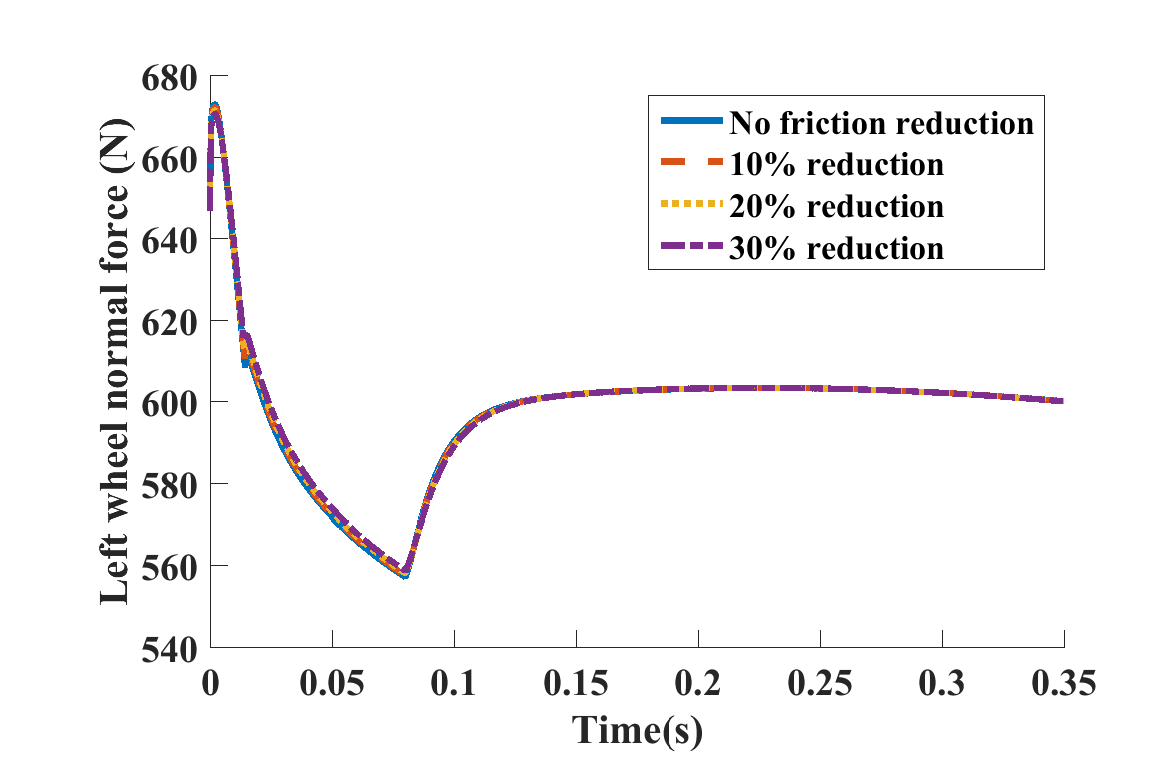 680
660
640
620
600
580
560
540
Left wheel normal force (N)
No friction reduction
10% reduction
20% reduction
30% reduction
0 0.05 0.1 0.15 0.2 0.25 0.3 0.35
Time(s)